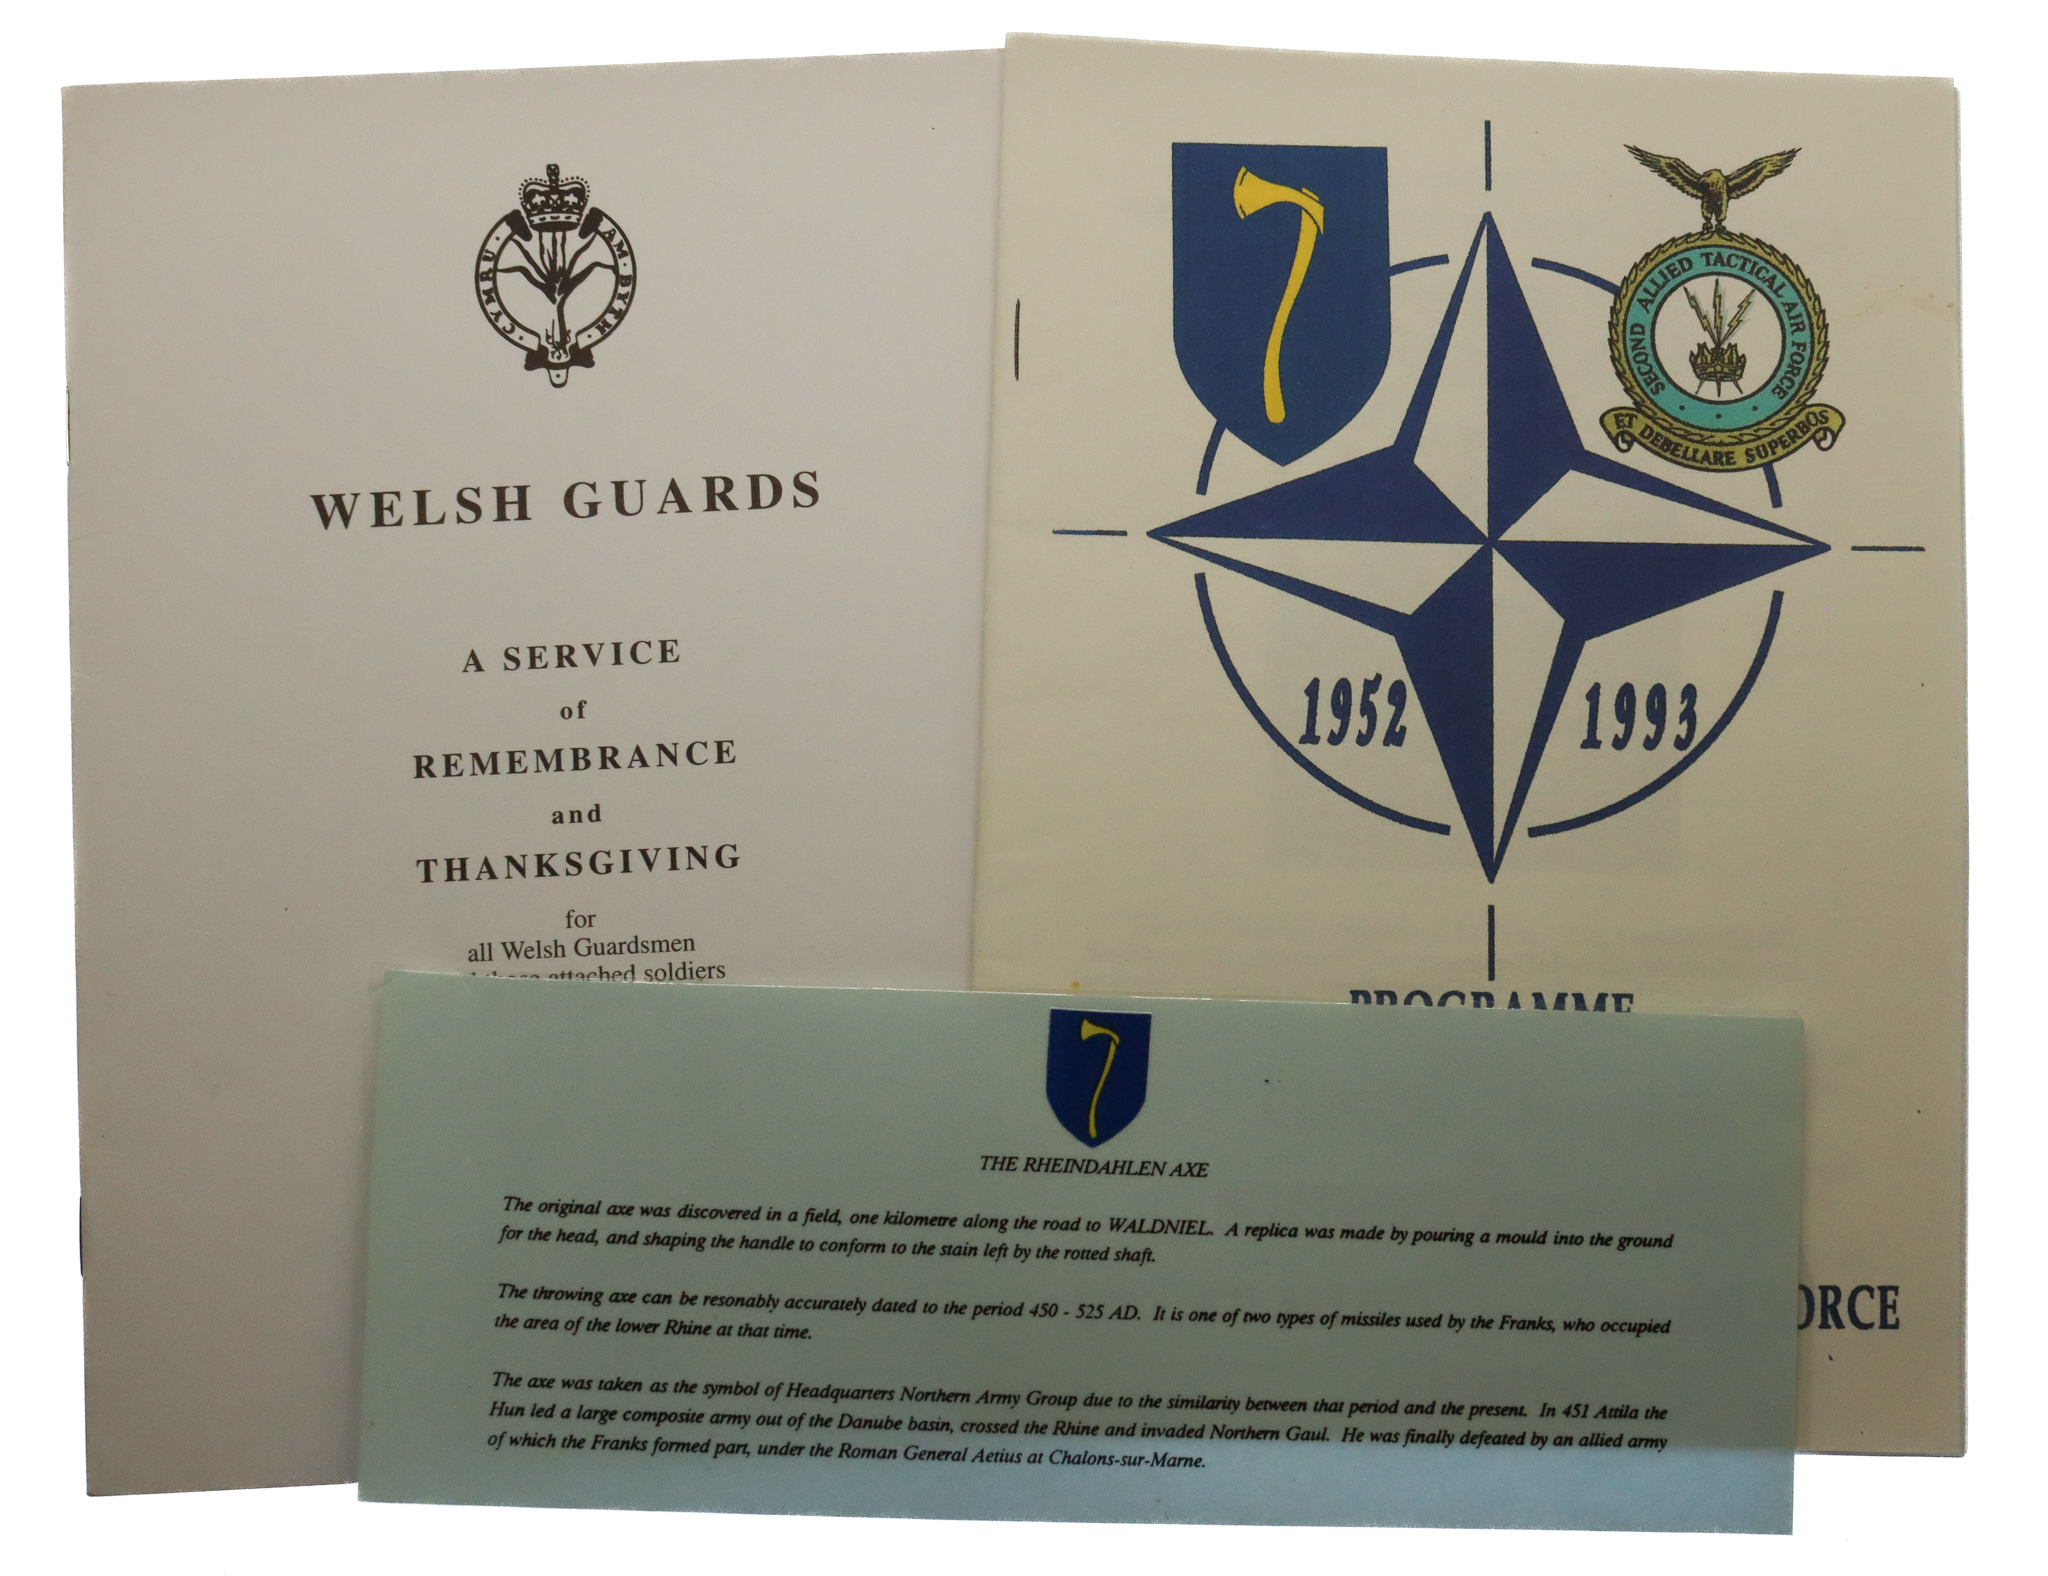 CYMRU · AM · BYTH
WELSH GUARDS
A SERVICE
of
REMEMBRANCE
and
THANKSGIVING
for
all Welsh Guardsmen
those attached soldiers
SECOND ALLIED TACTICAL AIR FORCE
ET DEBELLARE SUPERBOS
1952 1993
PROGRAMME
ORCE
THE RHEINDAHLEN AXE
The original axe was discovered in a field, one kilometre along the road to WALDNIEL. A replica was made by pouring a mould into the ground
for the head, and shaping the handle to conform to the stain left by the rotted shaft.
The throwing axe can be resonably accurately dated to the period 450 - 525 AD. It is one of two types of missiles used by the Franks, who occupied
the area of the lower Rhine at that time.
The axe was taken as the symbol of Headquarters Northern Army Group due to the similarity between that period and the present. In 451 Attila the
Hun led a large composite army out of the Danube basin, crossed the Rhine and invaded Northern Gaul. He was finally defeated by an allied army
of which the Franks formed part, under the Roman General Aetius at Chalons-sur-Marne.